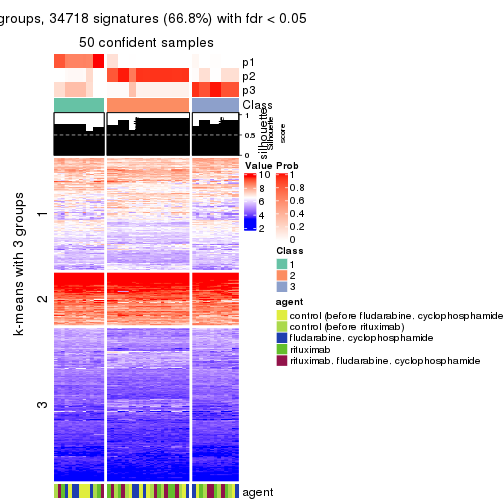 groups, 34718 signatures (66.8%) with fdr < 0.05
50 confident samples
p1
p2
p3
Class
1
0.5
0
silhouette
Silhouette
score
k-means with 3 groups
1
2
3
agent
Value
10
8
6
4
2
Prob
1
0.8
0.6
0.4
0.2
0
Class
1
2
3
agent
control (before fludarabine. cyclophosphamide
control (before rituximab)
fludarabine. cyclophosphamide
rituximab
rituximab. fludarabine. cyclophosphamide